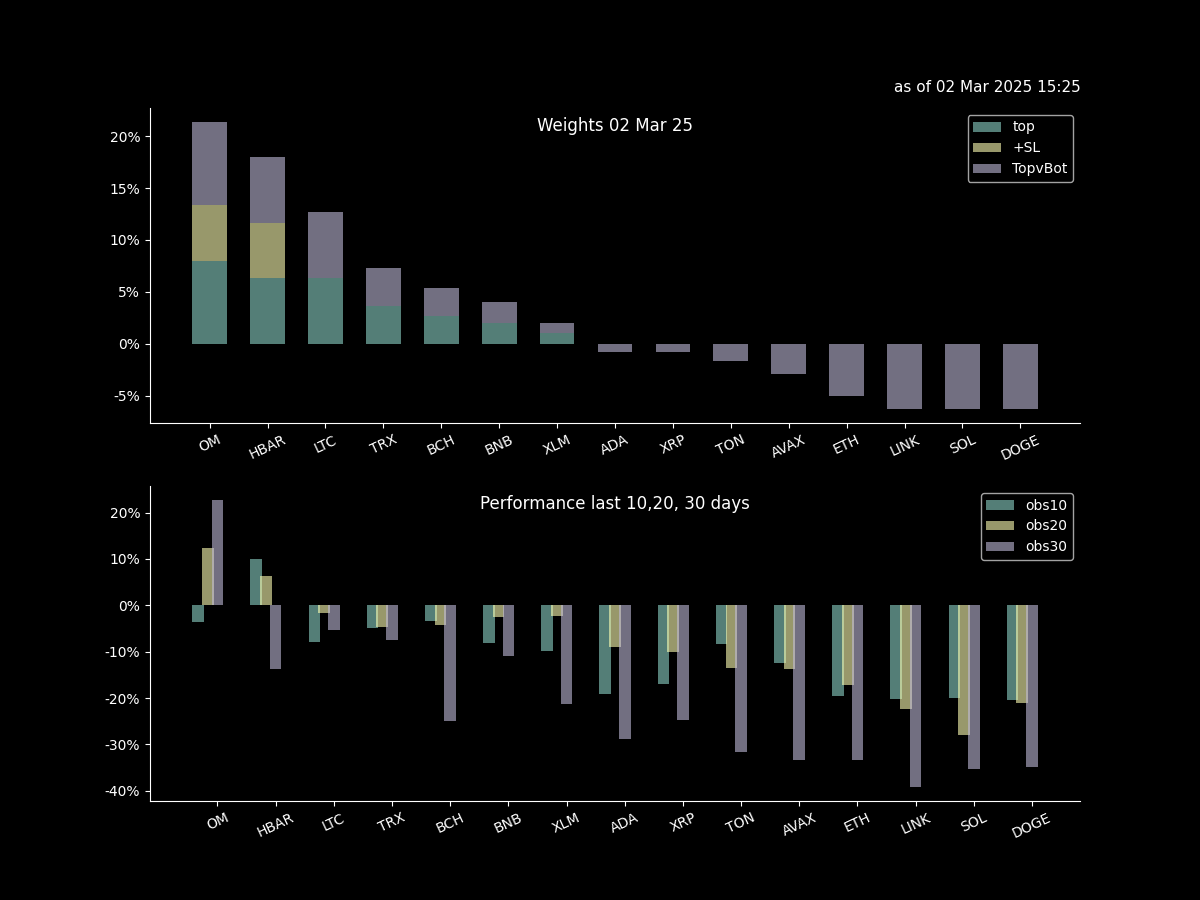 as of 02 Mar 2025 15:25
Weights 02 Mar 25
top
+SL
TopvBot
20%
15%
10%
5%
0%
-5%
OM HBAR LTC TRX BCH BNB XLM ADA XRP TON AVAX ETH LINK SOL DOGE
Performance last 10,20, 30 days
obs10
obs20
obs30
20%
10%
0%
-10%
-20%
-30%
-40%
OM HBAR LTC TRX BCH BNB XLM ADA XRP TON AVAX ETH LINK SOL DOGE